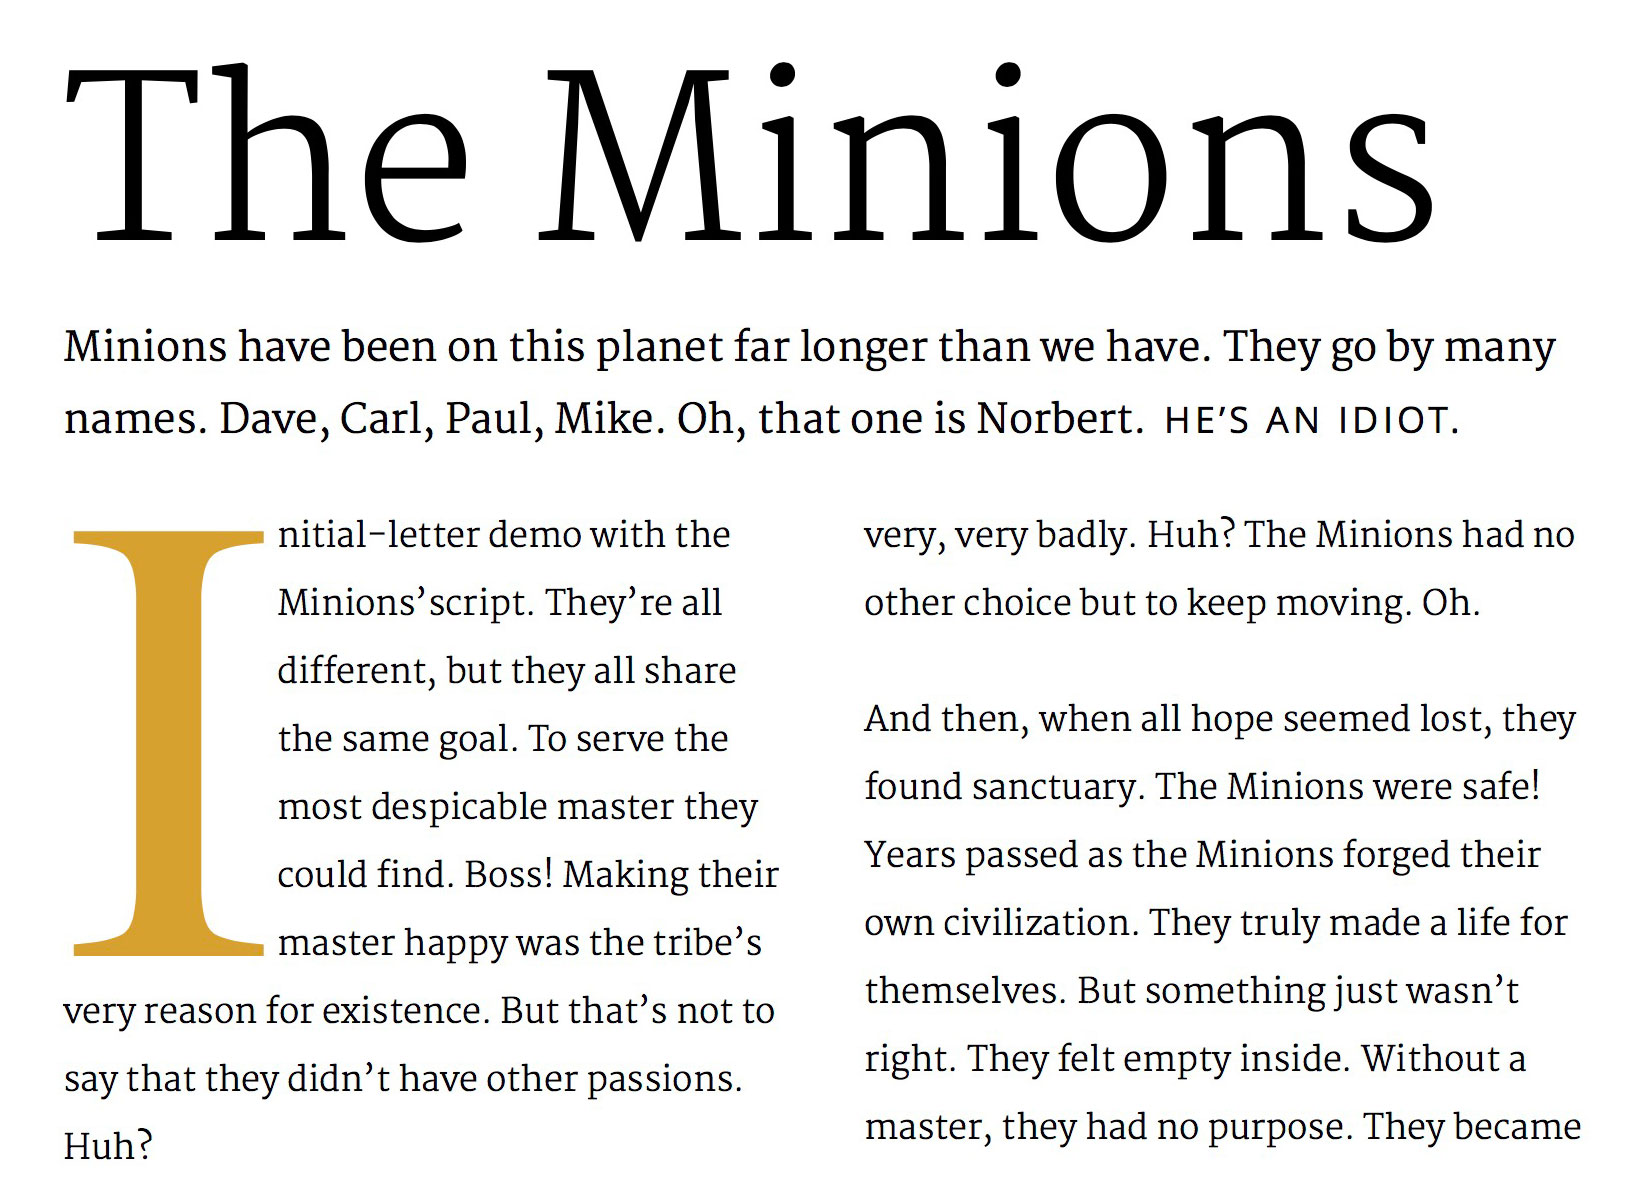 The Minions
Minions have been on this planet far longer than we have. They go by many
names. Dave, Carl, Paul, Mike. Oh, that one is Norbert. HE’S AN IDIOT.
Initial-letter demo with the
Minions’script. They’re all
different, but they all share
the same goal. To serve the
most despicable master they
could find. Boss! Making their
master happy was the tribe’s
very reason for existence. But that’s not to
say that they didn’t have other passions.
Huh?
very, very badly. Huh? The Minions had no
other choice but to keep moving. Oh.
And then, when all hope seemed lost, they
found sanctuary. The Minions were safe!
Years passed as the Minions forged their
own civilization. They truly made a life for
themselves. But something just wasn’t
right. They felt empty inside. Without a
master, they had no purpose. They became